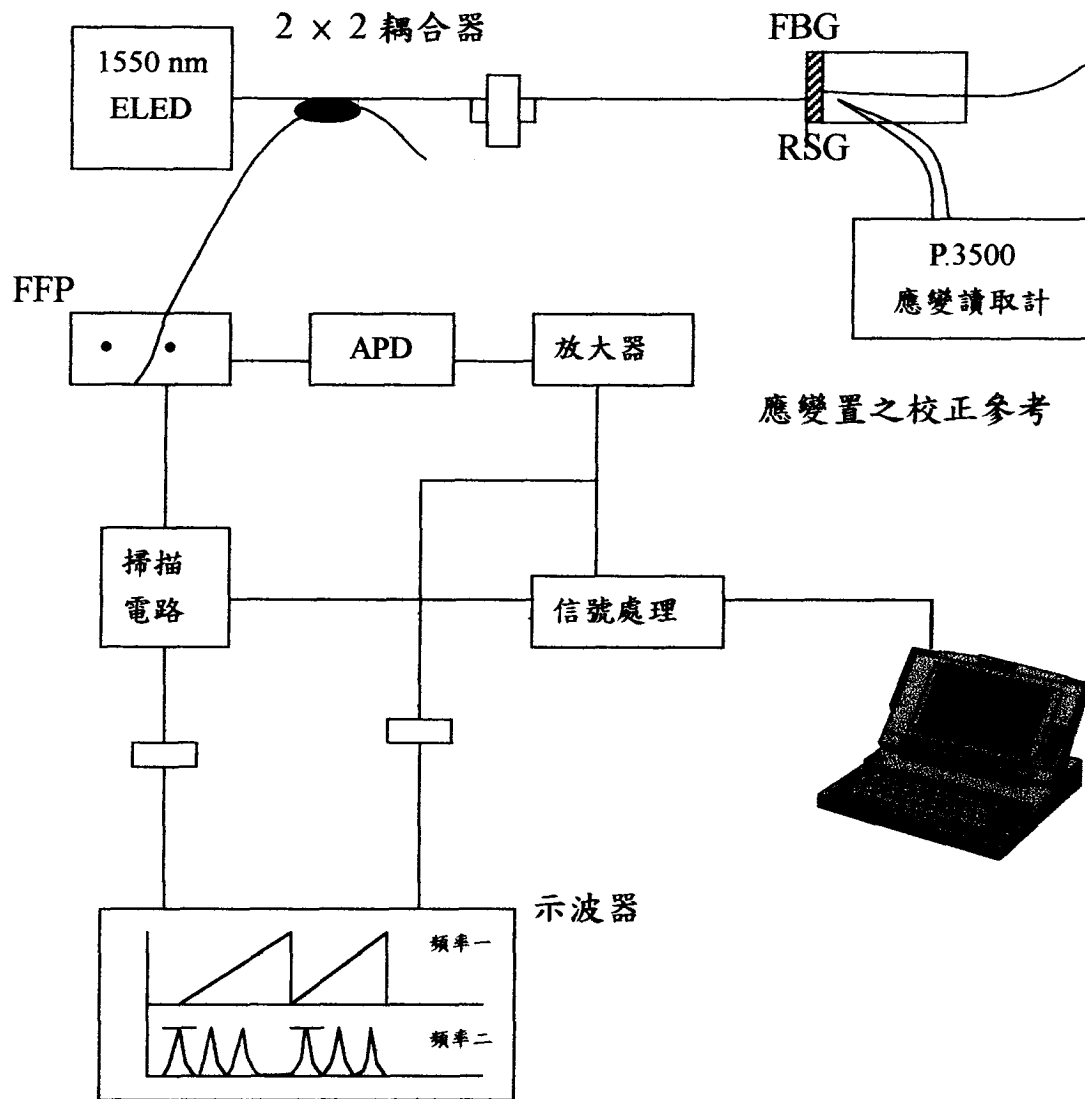 2 × 2 耦合器
FBG
1550 nm
ELED
RSG
P.3500
應變讀取計
FFP
APD
放大器
應變置之校正參考
掃描
電路
信號處理
示波器
頻率一
頻率二